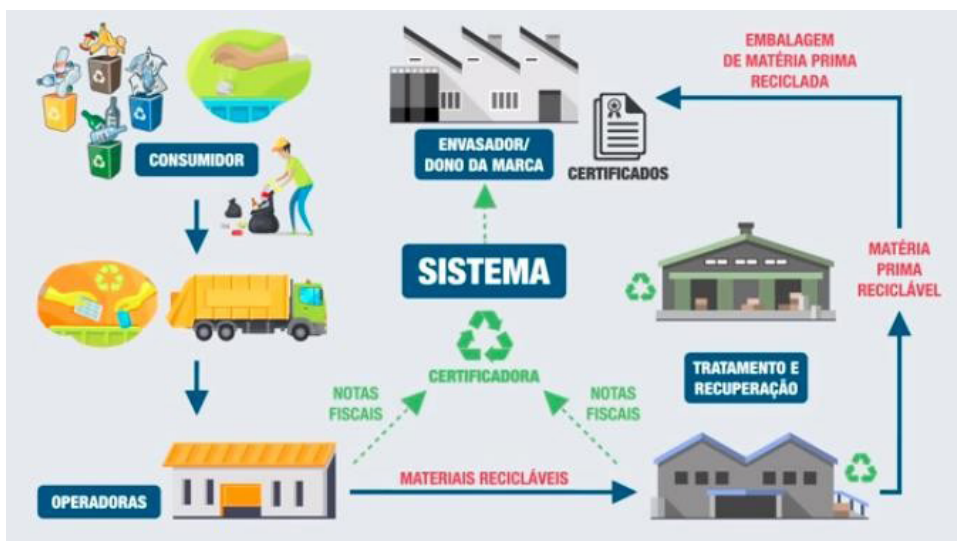 CONSUMIDOR
ENVASADOR/
DONO DA MARCA
CERTIFICADOS
EMBALAGEM
DE MATÉRIA PRIMA
RECICLADA
SISTEMA
CERTIFICADORA
MATÉRIA
PRIMA
RECICLÁVEL
TRATAMENTO E
RECUPERAÇÃO
NOTAS
FISCAIS
NOTAS
FISCAIS
OPERADORAS
MATERIAIS RECICLÁVEIS